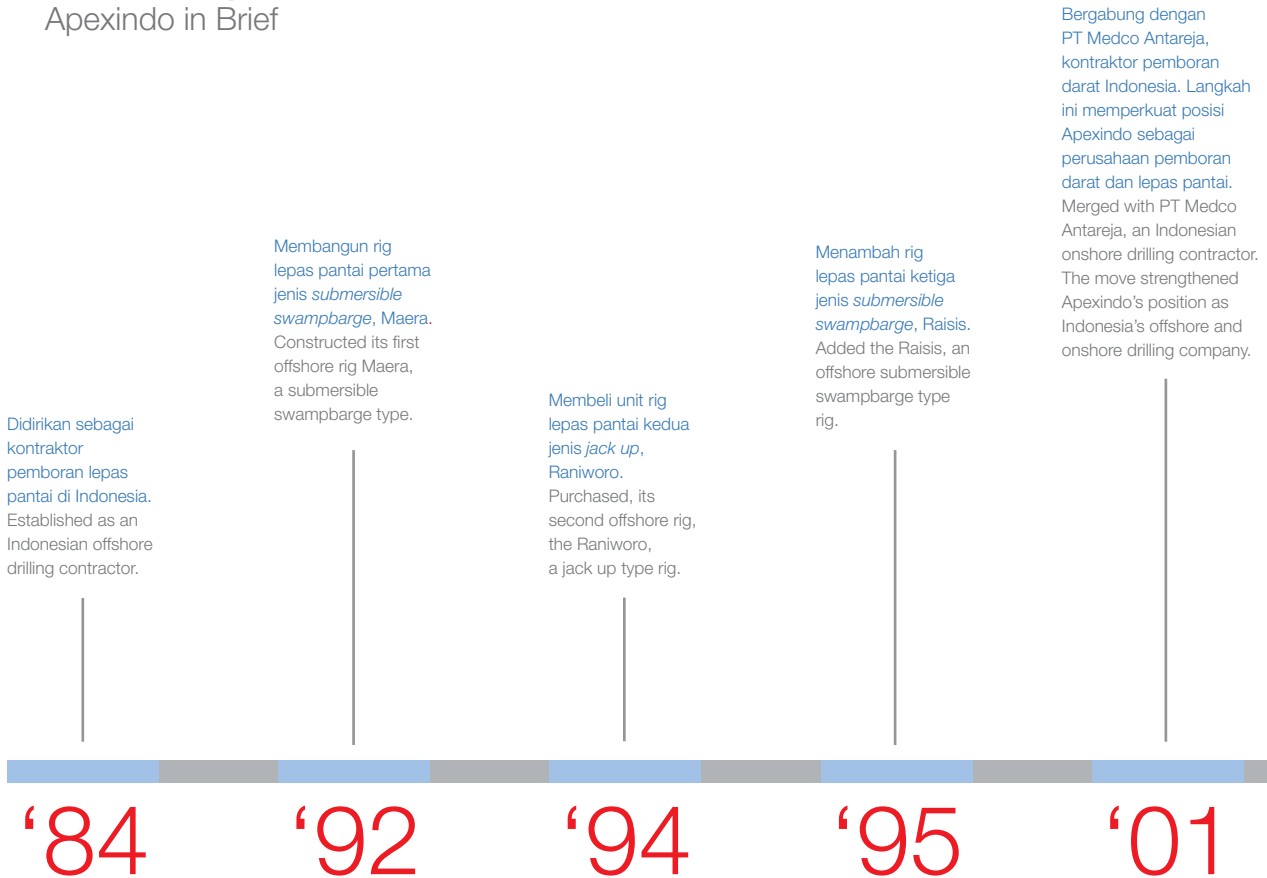 Apexindo in Brief
Didirikan sebagai
kontraktor
pemboran lepas
pantai di Indonesia.
Established as an
Indonesian offshore
drilling contractor.
‘84
Membangun rig
lepas pantai pertama
jenis submersible
swampbarge, Maera.
Constructed its first
offshore rig Maera,
a submersible
swampbarge type.
‘92
Membeli unit rig
lepas pantai kedua
jenis jack up,
Raniworo.
Purchased, its
second offshore rig,
the Raniworo,
a jack up type rig.
‘94
Menambah rig
lepas pantai ketiga
jenis submersible
swampbarge, Raisis.
Added the Raisis, an
offshore submersible
swampbarge type
rig.
‘95
Bergabung dengan
PT Medco Antareja,
kontraktor pemboran
darat Indonesia. Langkah
ini memperkuat posisi
Apexindo sebagai
perusahaan pemboran
darat dan lepas pantai.
Merged with PT Medco
Antareja, an Indonesian
onshore drilling contractor.
The move strengthened
Apexindo’s position as
Indonesia’s offshore and
onshore drilling company.
‘01